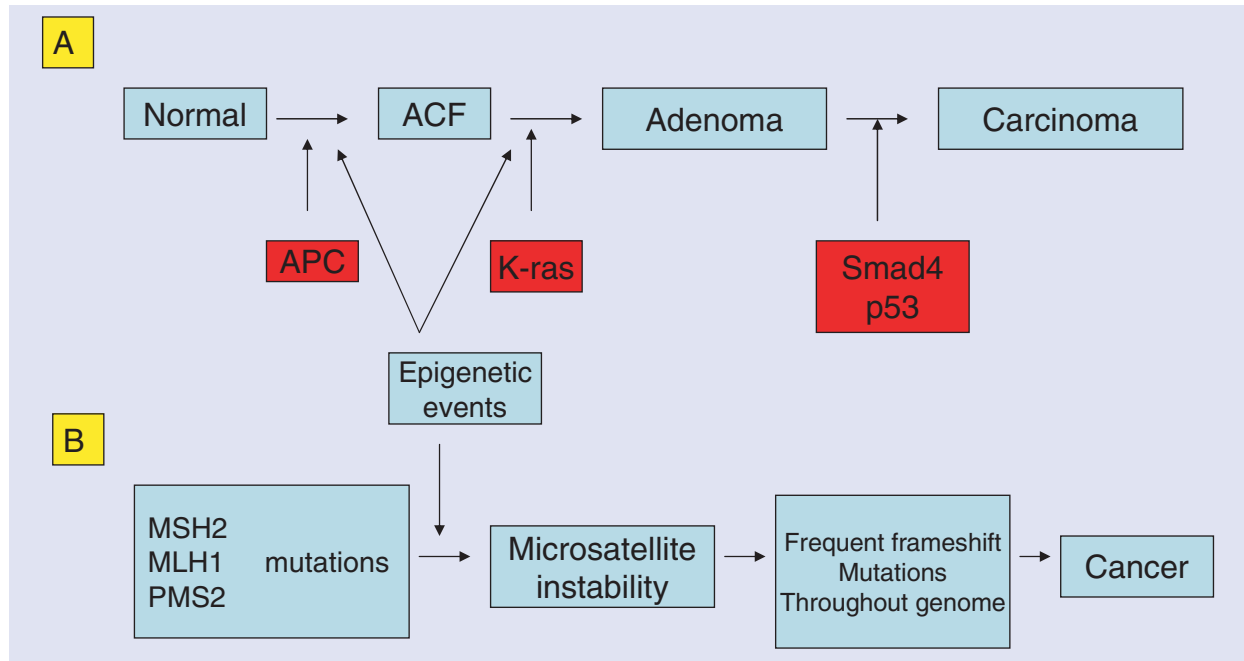 A
Normal
ACF
Adenoma
Carcinoma
APC
K-ras
Smad4
p53
Epigenetic
events
B
MSH2
MLH1 mutations
PMS2
Microsatellite
instability
Frequent frameshift
Mutations
Throughout genome
Cancer